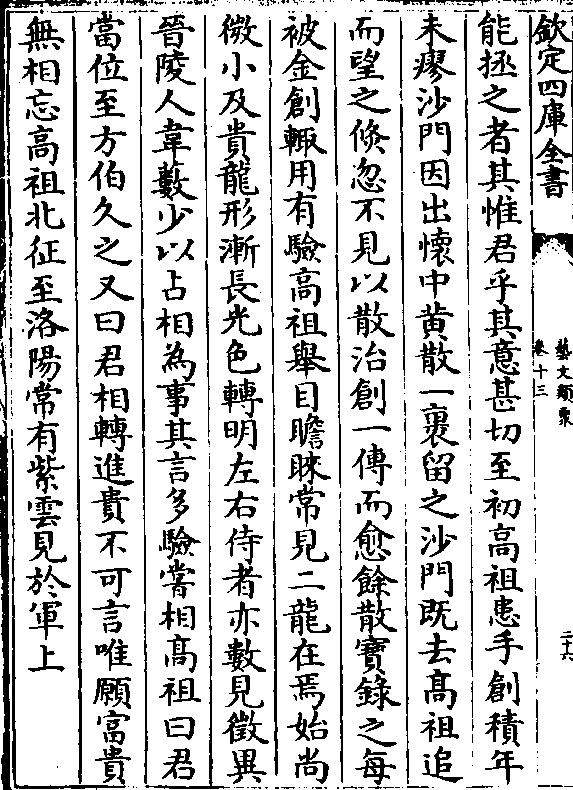 欽定四庫全書
藝文類聚
卷十三
二十六
能拯之者其惟君乎其意甚切至初高祖患手創積年
未瘳沙門因出懷中黄散一裹留之沙門既去高祖追
而望之倐忽不見以散治創一傅而愈餘散寳錄之每
被金創輙用有驗高祖舉目瞻睞常見二龍在焉始尚
微小及貴龍形漸長光色轉明左右侍者亦數見徴異
晉陵人韋藪少以占相為事其言多驗嘗相高祖曰君
當位至方伯久之又曰君相轉進貴不可言唯願富貴
無相忘高祖北征至洛陽常有紫雲見於軍上